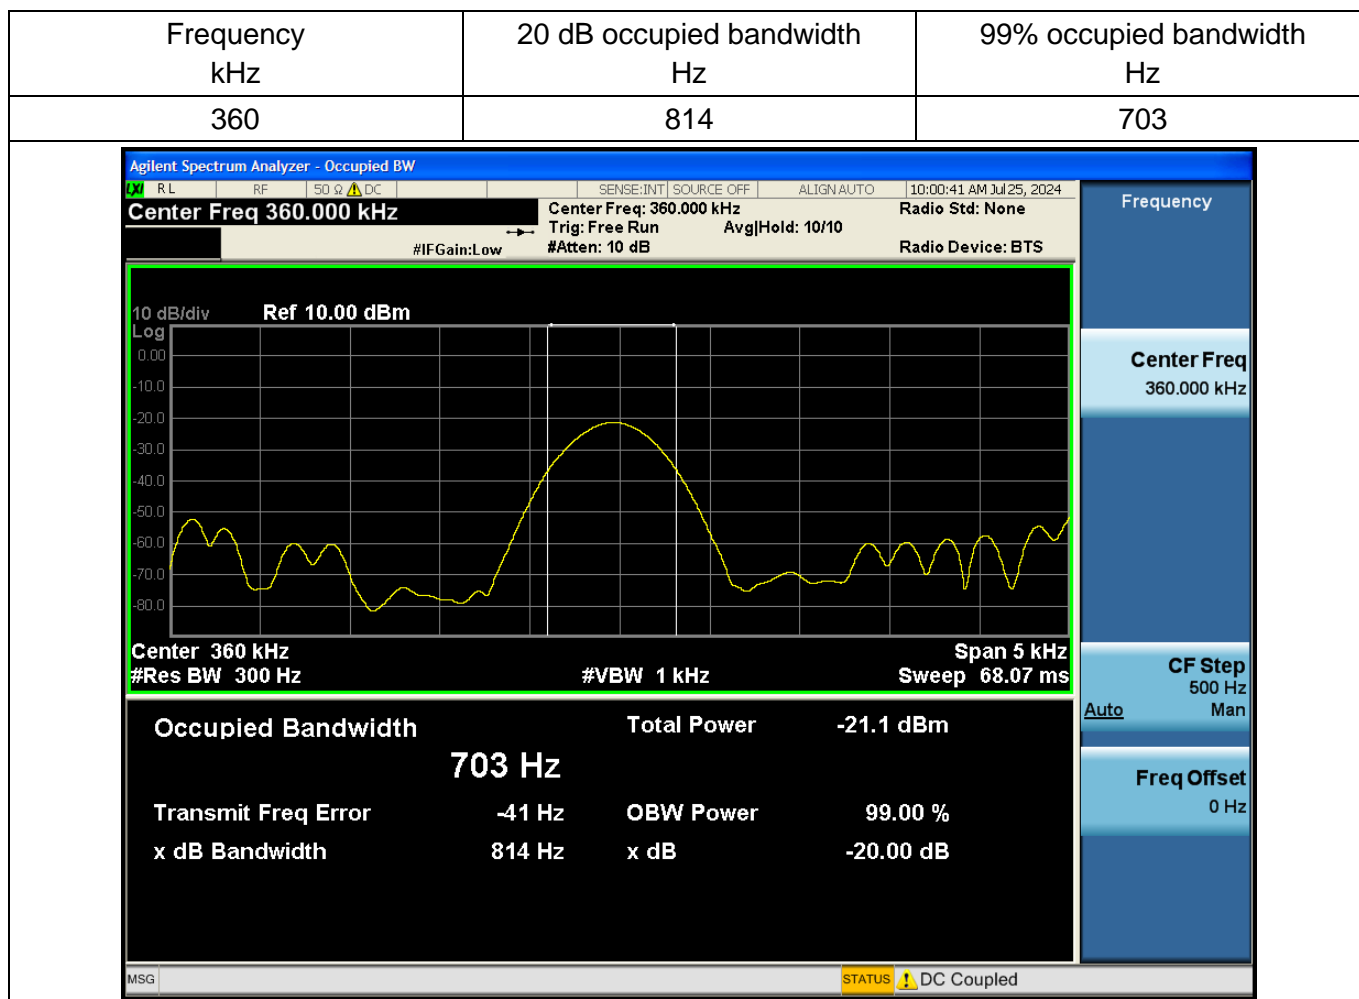 Frequency 20 dB occupied bandwidth 99% occupied bandwidth
kHz Hz Hz
360 814 703
Agilent Spectrum Analyzer - Occupied BW
LXI RL RF 50 Ω DC SENSE:INT SOURCE OFF ALIGN AUTO 10:00:41 AM Jul 25, 2024
Center Freq 360.000 kHz Center Freq: 360.000 kHz Radio Std: None Frequency
Trig: Free Run Avg|Hold: 10/10
#IFGain:Low #Atten: 10 dB Radio Device: BTS
10 dB/div Ref 10.00 dBm
Log
0.00
-10.0
-20.0
-30.0
-40.0
-50.0
-60.0
-70.0
-80.0
Center Freq
360.000 kHz
Center 360 kHz Span 5 kHz
#Res BW 300 Hz #VBW 1 kHz Sweep 68.07 ms
CF Step
500 Hz
Auto Man
Occupied Bandwidth Total Power -21.1 dBm
703 Hz
Transmit Freq Error -41 Hz OBW Power 99.00 %
x dB Bandwidth 814 Hz x dB -20.00 dB
Freq Offset
0 Hz
MSG STATUS DC Coupled